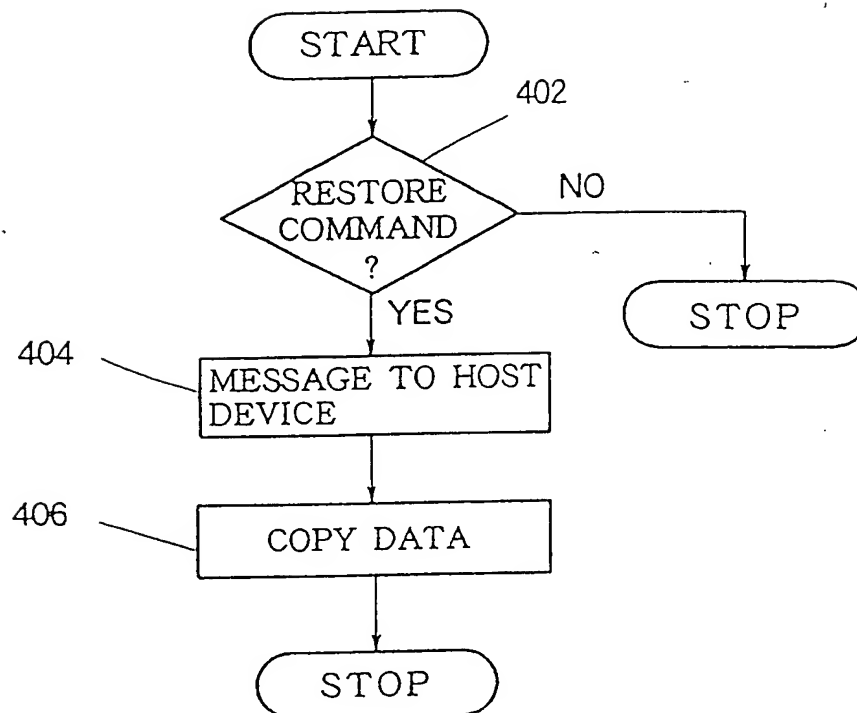 START
402
RESTORE
COMMAND
?
NO
STOP
YES
404
MESSAGE TO HOST
DEVICE
406
COPY DATA
STOP